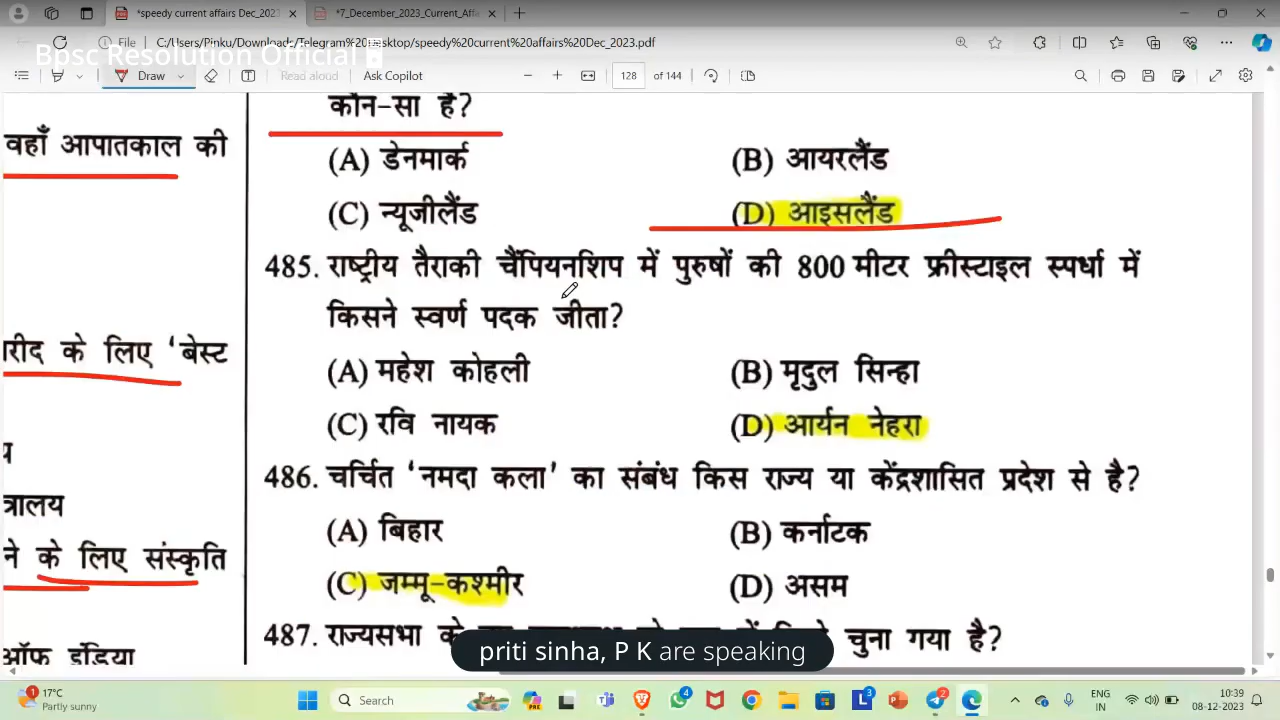 *speedy current affairs Dec_2023
*7_December_2023_Current_Affa
Bpsc Resolution Official
File
C:/Users/Pinku/Downloads/Telegram%20Desktop/speedy%20current%20affairs%20Dec_2023.pdf
Draw
Read aloud
Ask Copilot
128 of 144
वहाँ आपातकाल की
रीद के लिए 'बेस्ट
त्रालय
ने के लिए संस्कृति
ऑफ इंडिया
कौन-सा है?
(A) डेनमार्क (B) आयरलैंड
(C) न्यूजीलैंड (D) आइसलैंड
485. राष्ट्रीय तैराकी चैंपियनशिप में पुरुषों की 800 मीटर फ्रीस्टाइल स्पर्धा में
किसने स्वर्ण पदक जीता?
(A) महेश कोहली (B) मृदुल सिन्हा
(C) रवि नायक (D) आर्यन नेहरा
486. चर्चित 'नमदा कला' का संबंध किस राज्य या केंद्रशासित प्रदेश से है?
(A) बिहार (B) कर्नाटक
(C) जम्मू-कश्मीर (D) असम
487. राज्यसभा के
चुना गया है?
priti sinha, P K are speaking
17°C
Partly sunny
Search
ENG
IN
10:39
08-12-2023